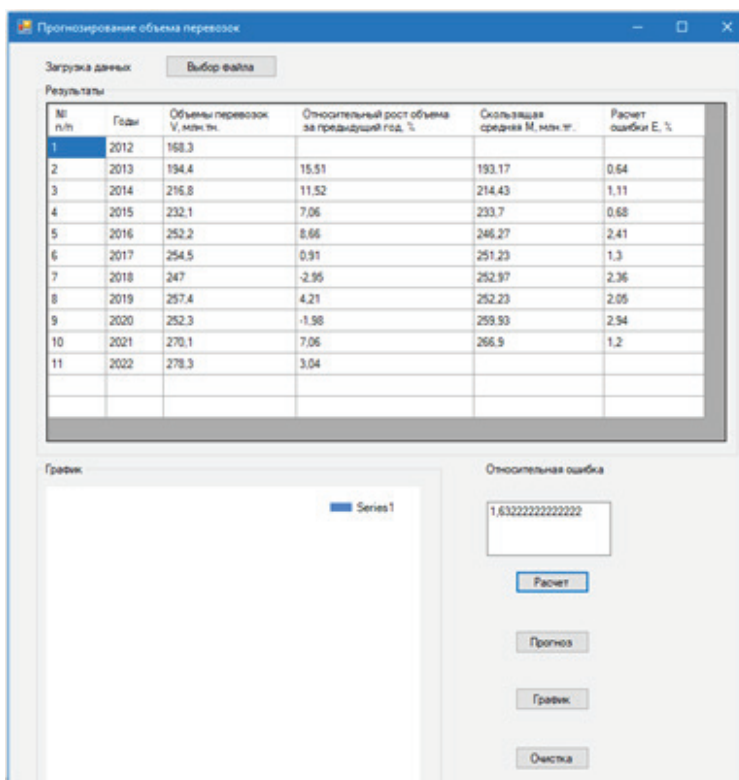 Прогнозирование объема перевозок
Загрузка данных Выбор файла
Результаты
№ п/п Годы Объемы перевозок V, млн.тн. Относительный рост объема за предыдущий год, % Скользящая средняя M, млн.тг. Расчет ошибки E, %
1 2012 168,3
2 2013 194,4 15,51 193,17 0,64
3 2014 216,8 11,52 214,43 1,11
4 2015 232,1 7,06 233,7 0,68
5 2016 252,2 8,66 246,27 2,41
6 2017 254,5 0,91 251,23 1,3
7 2018 247 -2,95 252,97 2,36
8 2019 257,4 4,21 252,23 2,05
9 2020 252,3 -1,98 259,93 2,94
10 2021 270,1 7,06 266,9 1,2
11 2022 278,3 3,04
График
Относительная ошибка
Series1
1,63222222222222
Расчет
Прогноз
График
Очистка